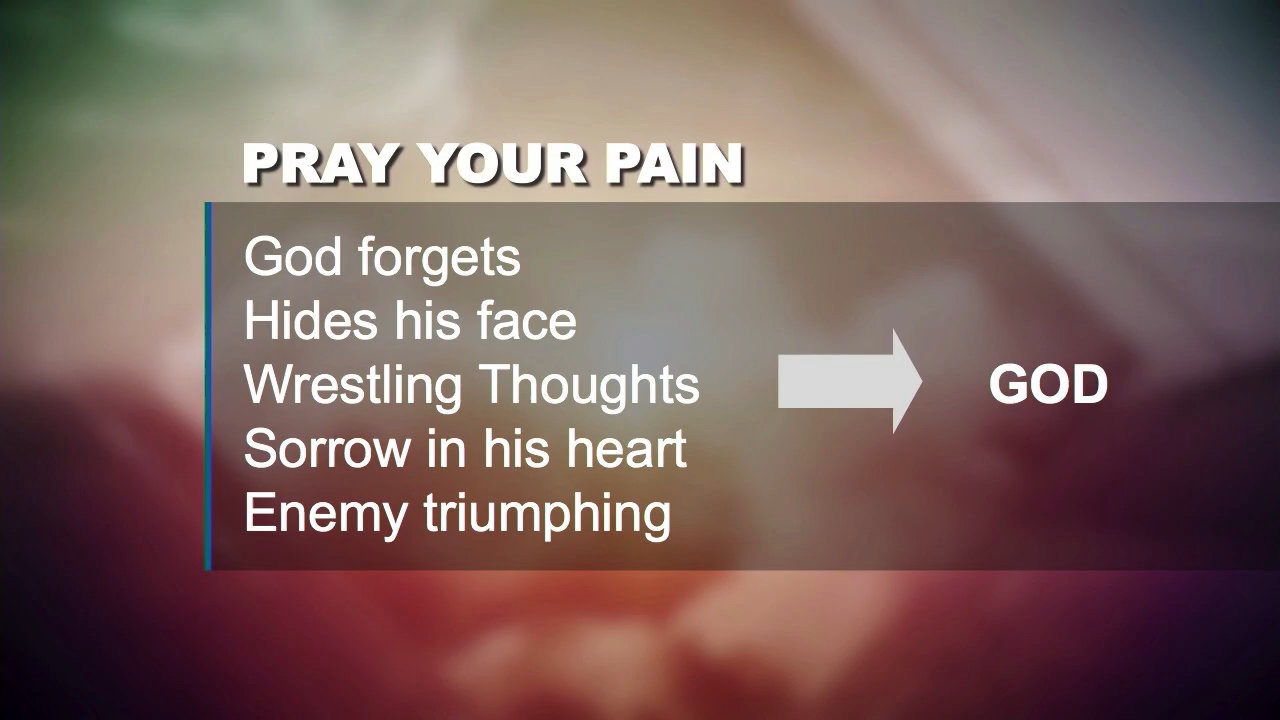 PRAY YOUR PAIN
God forgets
Hides his face
Wrestling Thoughts
Sorrow in his heart
Enemy triumphing
GOD